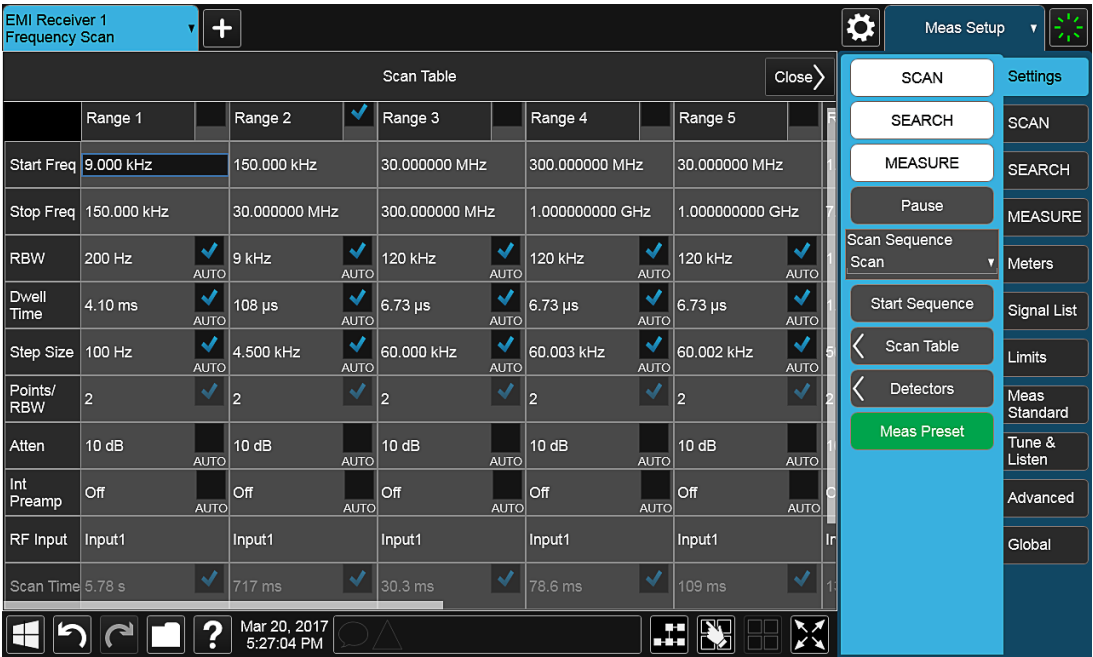 EMI Receiver 1
Frequency Scan
Meas Setup
Scan Table
Close
Range 1 Range 2 Range 3 Range 4 Range 5
Start Freq 9.000 kHz 150.000 kHz 30.000000 MHz 300.000000 MHz 30.000000 MHz 1
Stop Freq 150.000 kHz 30.000000 MHz 300.000000 MHz 1.000000000 GHz 1.000000000 GHz 7
RBW 200 Hz AUTO 9 kHz AUTO 120 kHz AUTO 120 kHz AUTO 120 kHz AUTO 1
Dwell
Time 4.10 ms AUTO 108 µs AUTO 6.73 µs AUTO 6.73 µs AUTO 6.73 µs AUTO 1
Step Size 100 Hz AUTO 4.500 kHz AUTO 60.000 kHz AUTO 60.003 kHz AUTO 60.002 kHz AUTO 5
Points/
RBW 2 2 2 2 2 2
Atten 10 dB AUTO 10 dB AUTO 10 dB AUTO 10 dB AUTO 10 dB AUTO 1
Int
Preamp Off AUTO Off AUTO Off AUTO Off AUTO Off AUTO
RF Input Input1 Input1 Input1 Input1 Input1 In
Scan Time 5.78 s 717 ms 30.3 ms 78.6 ms 109 ms 1
SCAN
SEARCH
MEASURE
Pause
Scan Sequence
Scan
Start Sequence
Scan Table
Detectors
Meas Preset
Settings
SCAN
SEARCH
MEASURE
Meters
Signal List
Limits
Meas
Standard
Tune &
Listen
Advanced
Global
?
Mar 20, 2017
5:27:04 PM